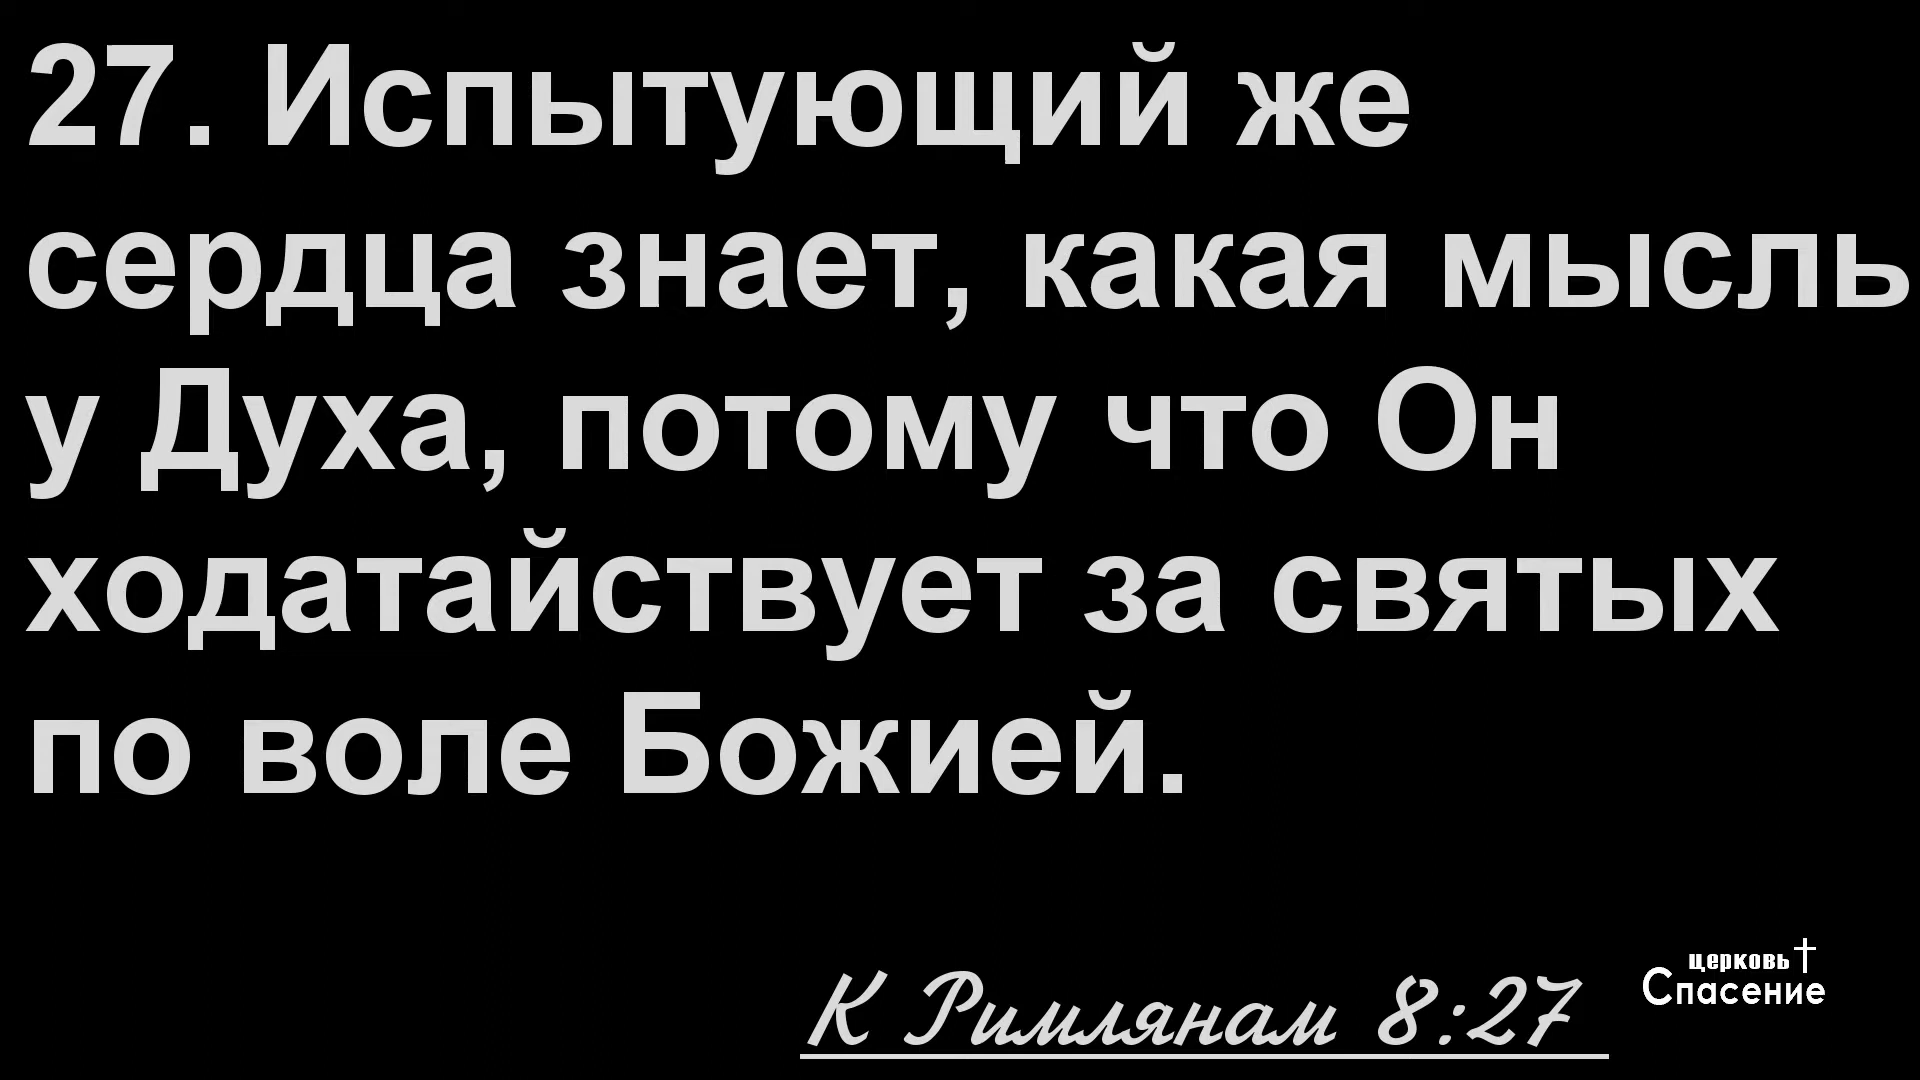 27. Испытующий же
сердца знает, какая мысль
у Духа, потому что Он
ходатайствует за святых
по воле Божией.
К Римлянам 8:27
церковь
Спасение